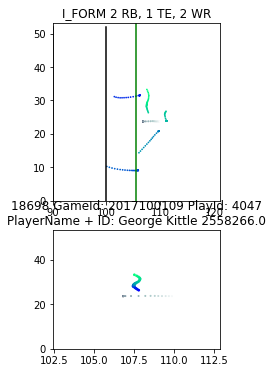 I_FORM 2 RB, 1 TE, 2 WR
50
40
30
20
10
0
90 100 110 120
18698 GameId: 2017100109 PlayId: 4047
PlayerName + ID: George Kittle 2558266.0
40
20
0
102.5 105.0 107.5 110.0 112.5